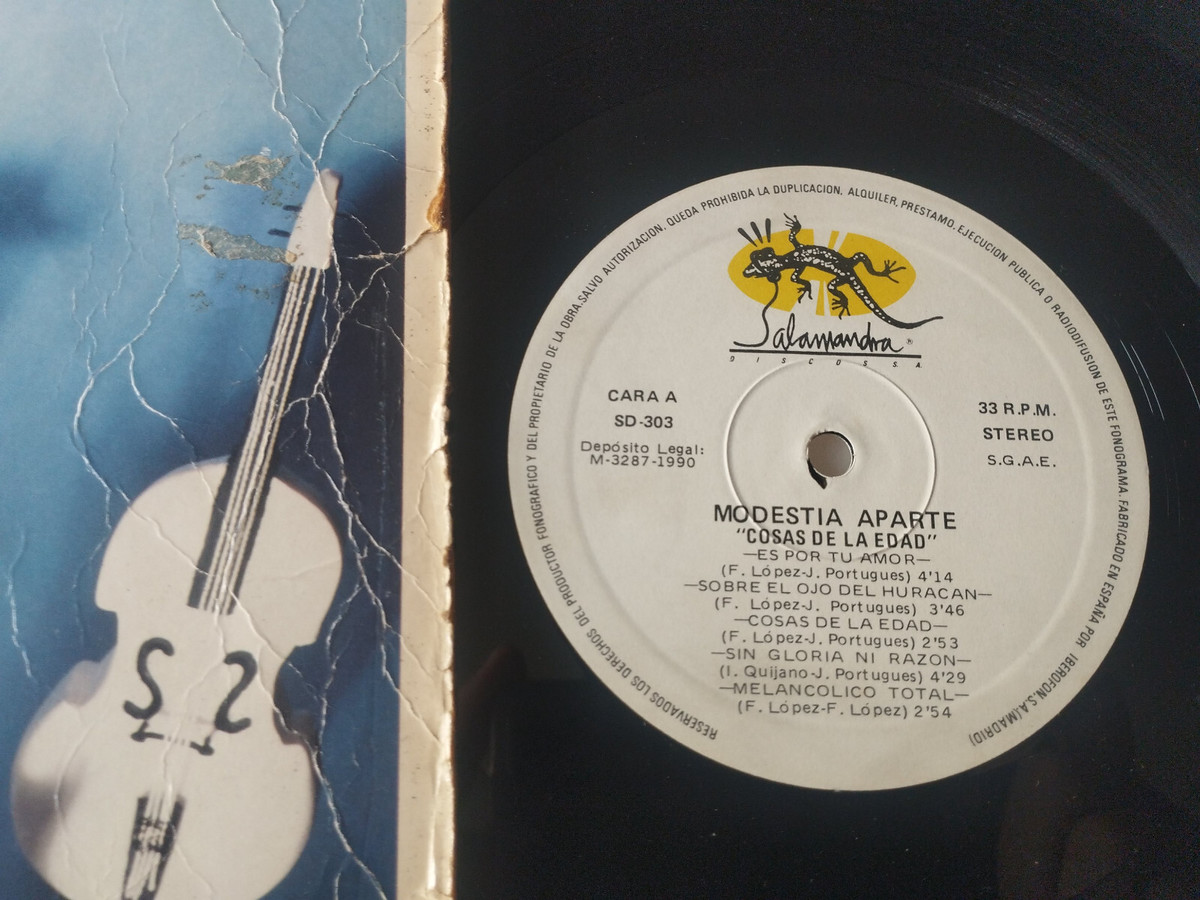 RESERVADOS LOS DERECHOS DEL PRODUCTOR FONOGRAFICO Y DEL PROPIETARIO DE LA OBRA. SALVO AUTORIZACION, QUEDA PROHIBIDA LA DUPLICACION, ALQUILER, PRESTAMO, EJECUCION PUBLICA O RADIODIFUSION DE ESTE FONOGRAMA. FABRICADO EN ESPAÑA POR IBEROFON, S.A. (MADRID)
Salamandra ®
DISCOS S.A.
CARA A
SD-303
Depósito Legal:
M-3287-1990
33 R.P.M.
STEREO
S.G.A.E.
MODESTIA APARTE
"COSAS DE LA EDAD"
—ES POR TU AMOR—
(F. López-J. Portugues) 4'14
—SOBRE EL OJO DEL HURACAN—
(F. López-J. Portugues) 3'46
—COSAS DE LA EDAD—
(F. López-J. Portugues) 2'53
—SIN GLORIA NI RAZON—
(I. Quijano-J. Portugues) 4'29
—MELANCOLICO TOTAL—
(F. López-F. López) 2'54